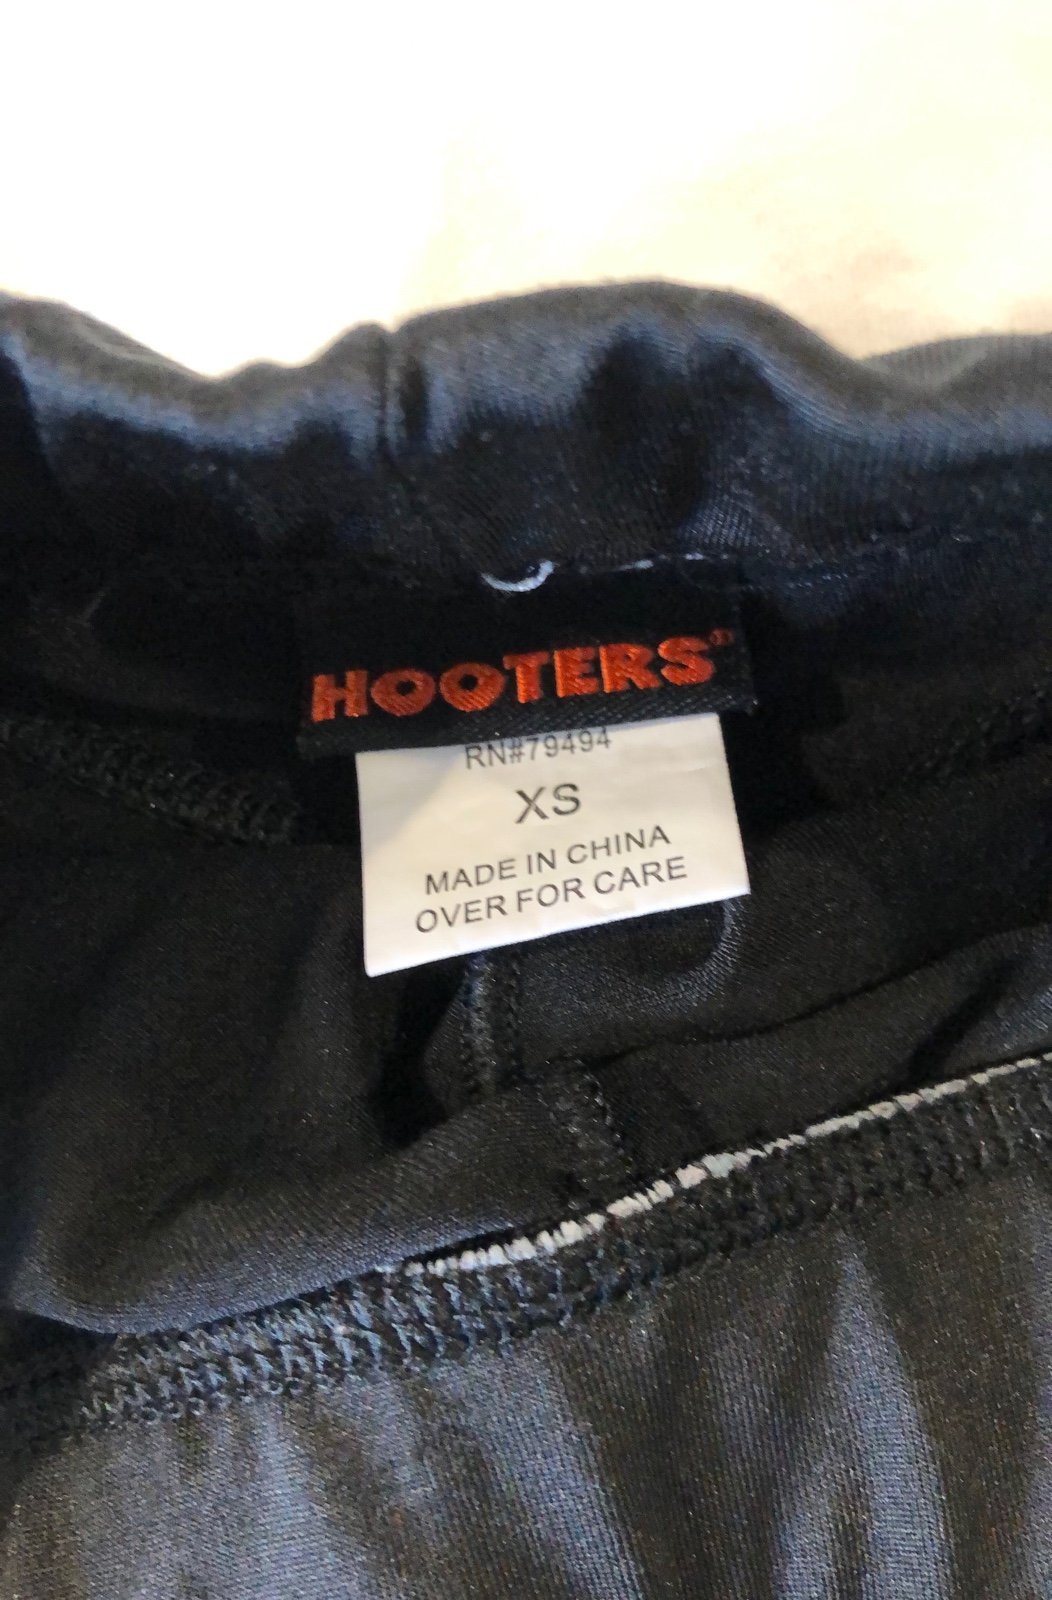 HOOTERS®
RN#79494
XS
MADE IN CHINA
OVER FOR CARE